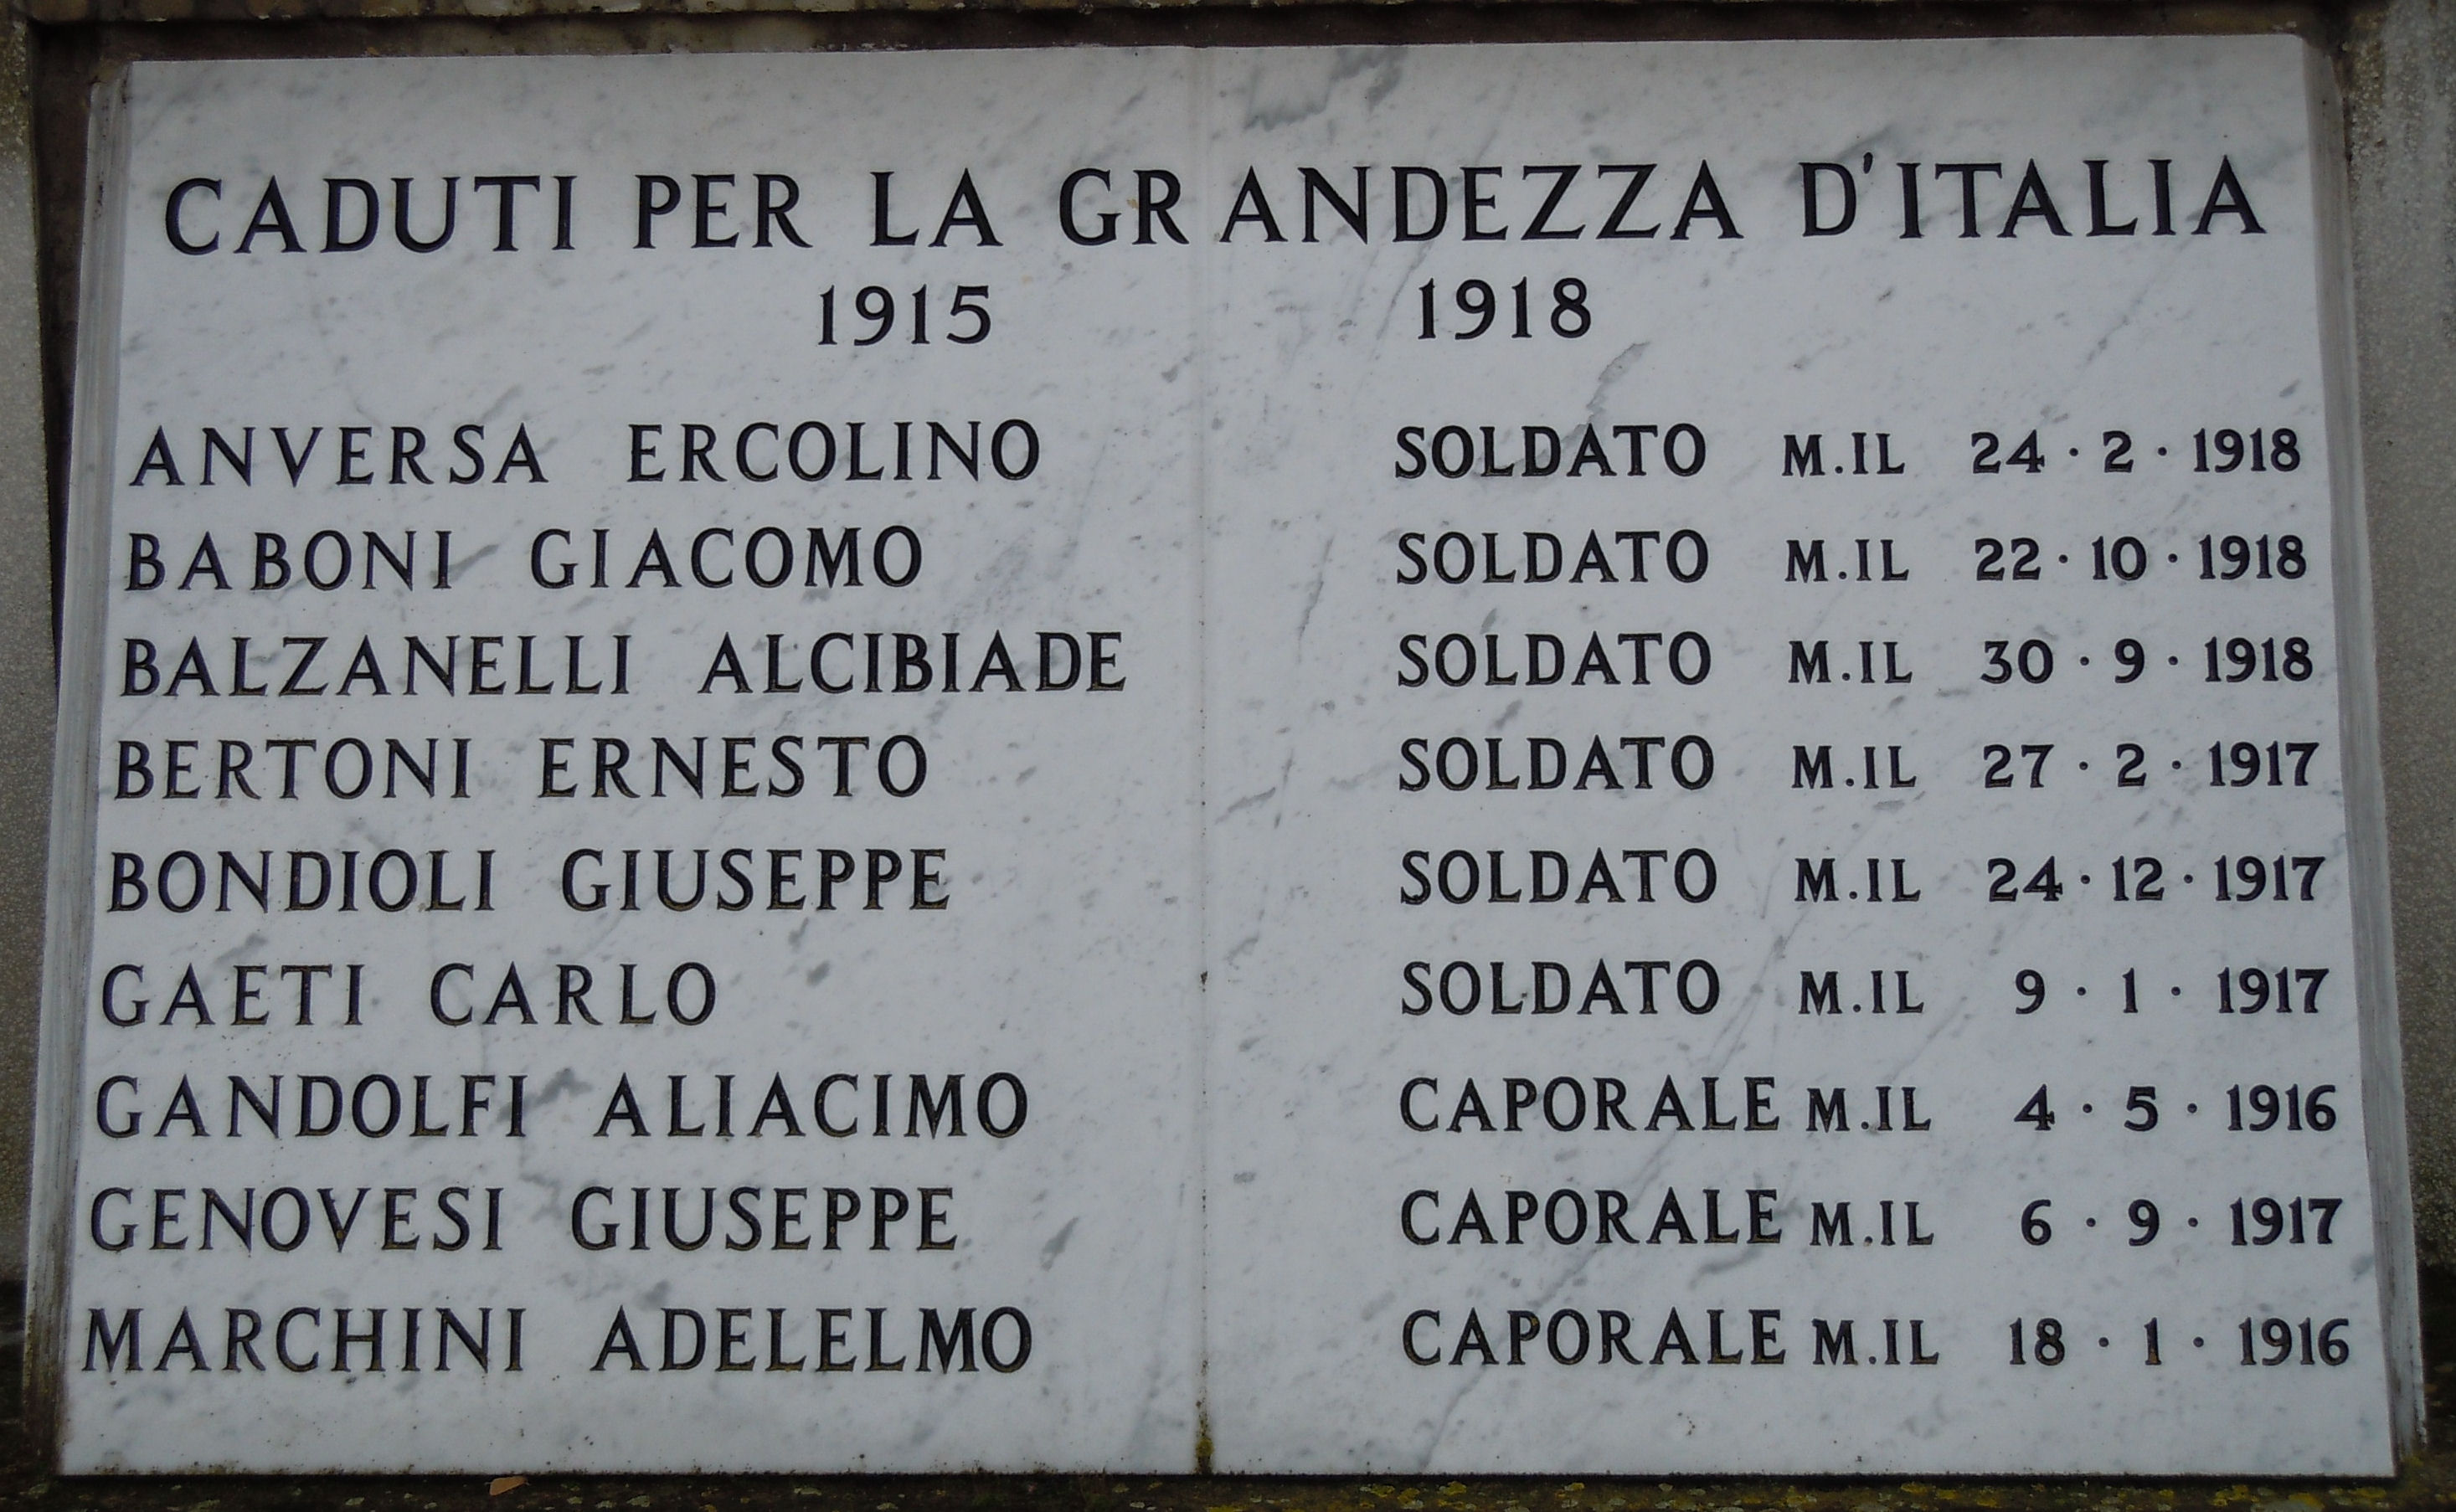 CADUTI PER LA GRANDEZZA D'ITALIA
1915 1918
ANVERSA ERCOLINO SOLDATO M.IL 24·2·1918
BABONI GIACOMO SOLDATO M.IL 22·10·1918
BALZANELLI ALCIBIADE SOLDATO M.IL 30·9·1918
BERTONI ERNESTO SOLDATO M.IL 27·2·1917
BONDIOLI GIUSEPPE SOLDATO M.IL 24·12·1917
GAETI CARLO SOLDATO M.IL 9·1·1917
GANDOLFI ALIACIMO CAPORALE M.IL 4·5·1916
GENOVESI GIUSEPPE CAPORALE M.IL 6·9·1917
MARCHINI ADELELMO CAPORALE M.IL 18·1·1916